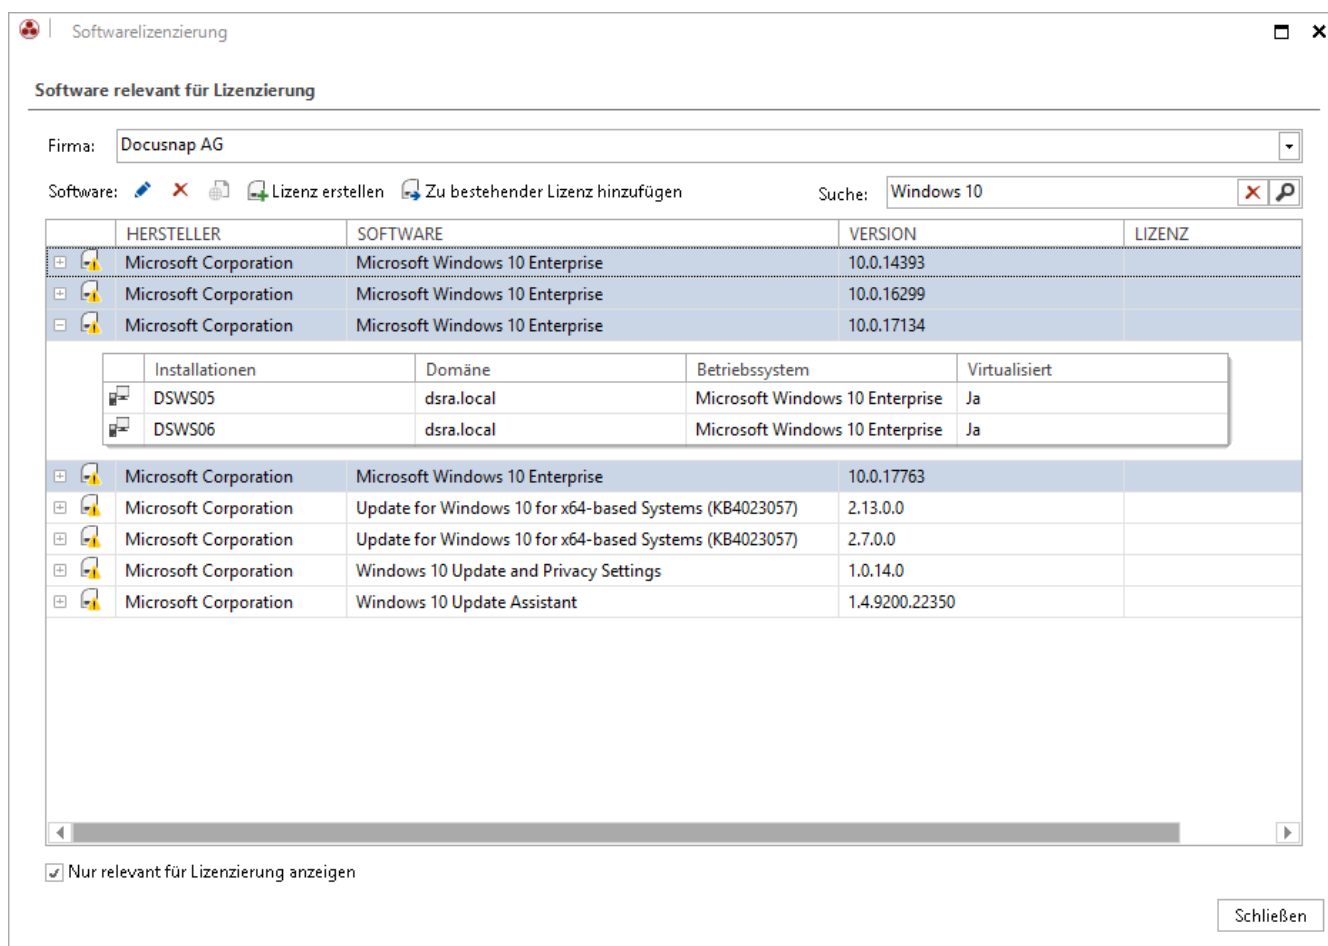 Softwarelizenzierung
Software relevant für Lizenzierung
Firma: Docusnap AG
Software: Lizenz erstellen Zu bestehender Lizenz hinzufügen Suche: Windows 10
HERSTELLER SOFTWARE VERSION LIZENZ
Microsoft Corporation Microsoft Windows 10 Enterprise 10.0.14393
Microsoft Corporation Microsoft Windows 10 Enterprise 10.0.16299
Microsoft Corporation Microsoft Windows 10 Enterprise 10.0.17134
Installationen Domäne Betriebssystem Virtualisiert
DSWS05 dsra.local Microsoft Windows 10 Enterprise Ja
DSWS06 dsra.local Microsoft Windows 10 Enterprise Ja
Microsoft Corporation Microsoft Windows 10 Enterprise 10.0.17763
Microsoft Corporation Update for Windows 10 for x64-based Systems (KB4023057) 2.13.0.0
Microsoft Corporation Update for Windows 10 for x64-based Systems (KB4023057) 2.7.0.0
Microsoft Corporation Windows 10 Update and Privacy Settings 1.0.14.0
Microsoft Corporation Windows 10 Update Assistant 1.4.9200.22350
Nur relevant für Lizenzierung anzeigen
Schließen